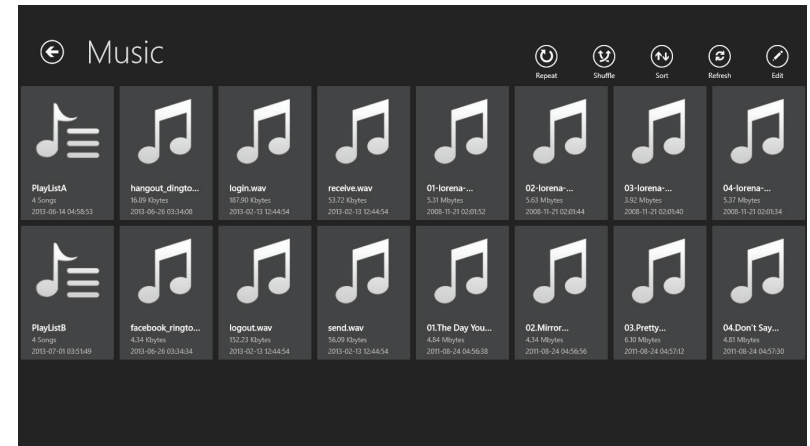 Music
Repeat
Shuffle
Sort
Refresh
Edit
PlayListA
4 Songs
2013-06-14 04:58:53
hangout_dingto...
16.09 Kbytes
2013-06-26 03:34:08
login.wav
187.90 Kbytes
2013-02-13 12:44:54
receive.wav
53.72 Kbytes
2013-02-13 12:44:54
01-lorena-...
5.31 Mbytes
2008-11-21 02:01:52
02-lorena-...
5.63 Mbytes
2008-11-21 02:01:44
03-lorena-...
3.92 Mbytes
2008-11-21 02:01:40
04-lorena-...
5.37 Mbytes
2008-11-21 02:01:34
PlayListB
4 Songs
2013-07-01 03:51:49
facebook_ringto...
4.34 Kbytes
2013-06-26 03:34:34
logout.wav
152.23 Kbytes
2013-02-13 12:44:54
send.wav
56.09 Kbytes
2013-02-13 12:44:54
01.The Day You...
4.84 Mbytes
2011-08-24 04:56:38
02.Mirror...
4.34 Mbytes
2011-08-24 04:56:56
03.Pretty...
6.10 Mbytes
2011-08-24 04:57:12
04.Don't Say...
4.81 Mbytes
2011-08-24 04:57:30